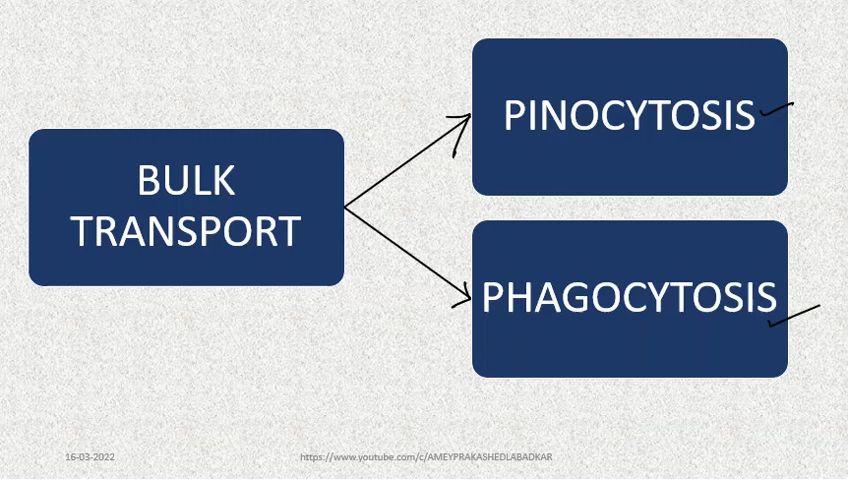 BULK
TRANSPORT
PINOCYTOSIS
PHAGOCYTOSIS
16-03-2022
https://www.youtube.com/c/AMEYPRAKASHEDLABADKAR